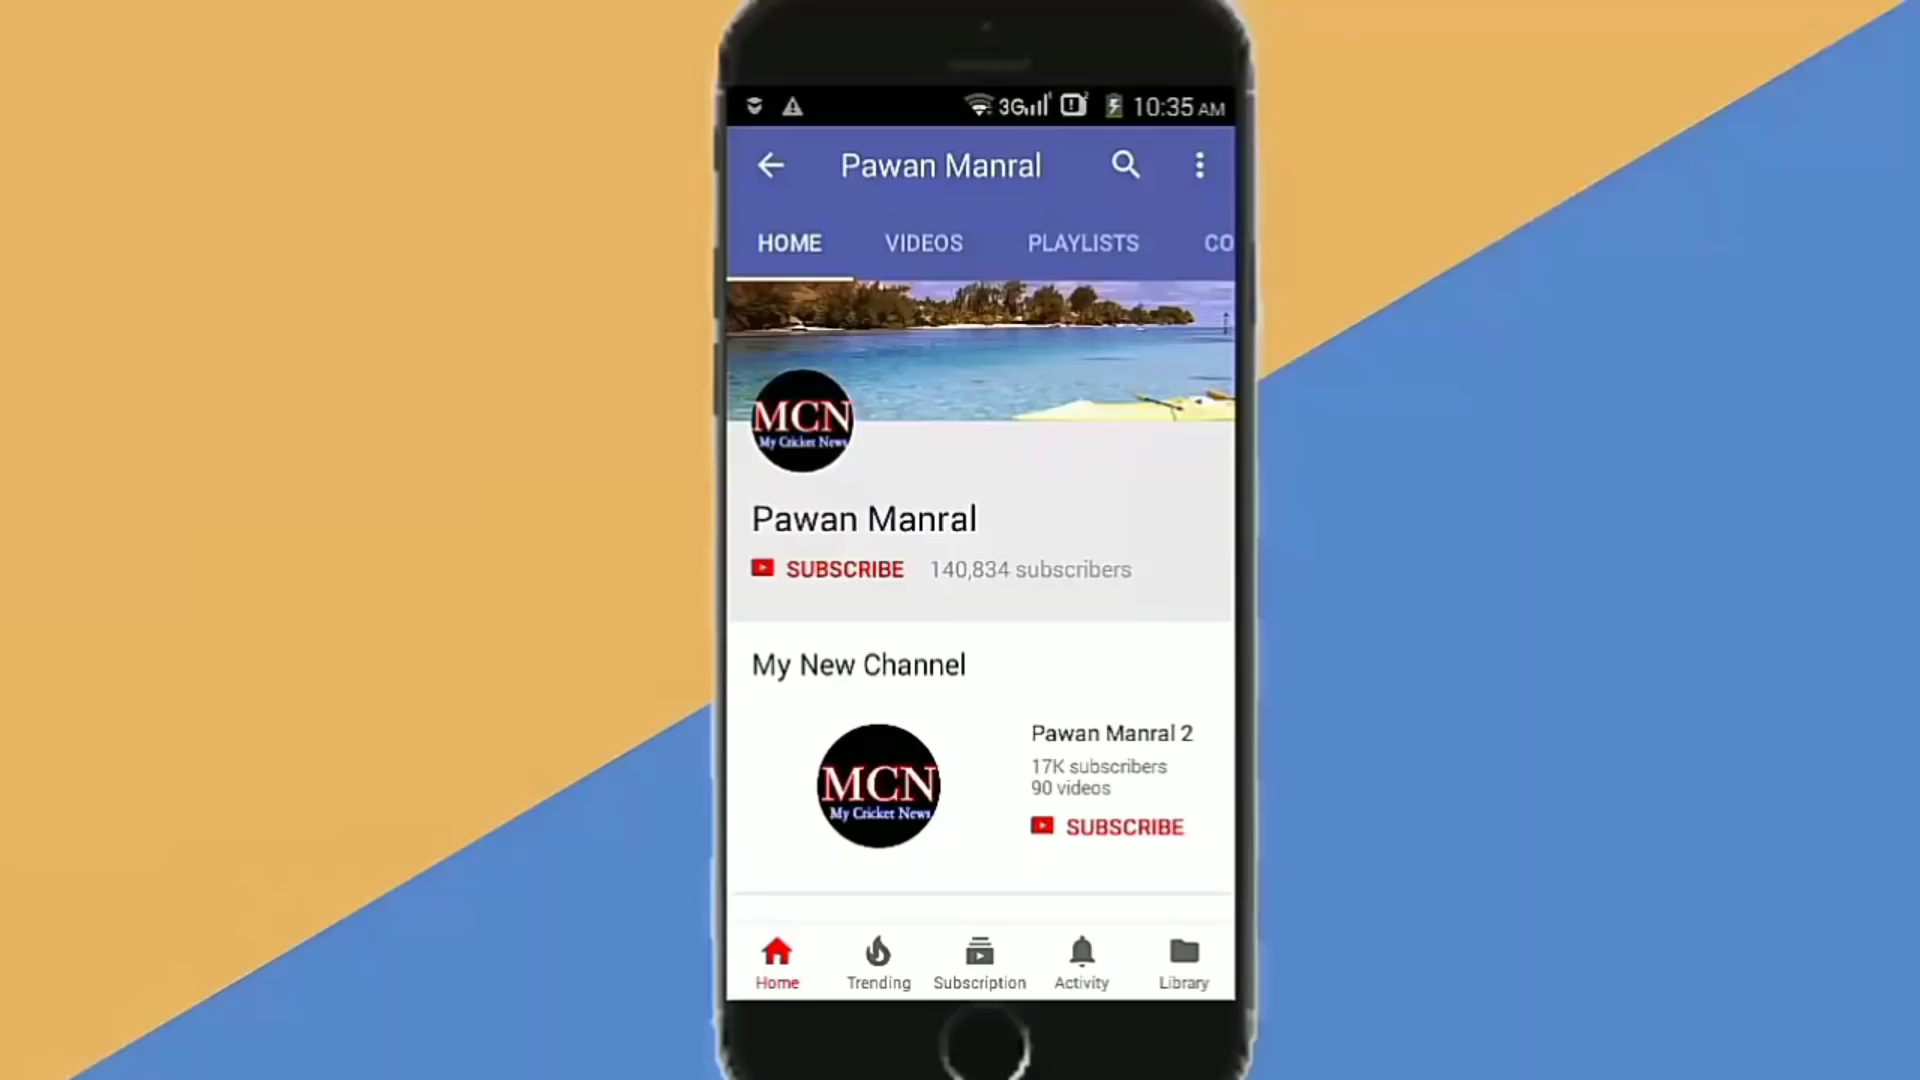 3G 10:35 AM
Pawan Manral
HOME VIDEOS PLAYLISTS CO
MCN
My Cricket News
Pawan Manral
SUBSCRIBE 140,834 subscribers
My New Channel
MCN
My Cricket News
Pawan Manral 2
17K subscribers
90 videos
SUBSCRIBE
Home Trending Subscription Activity Library